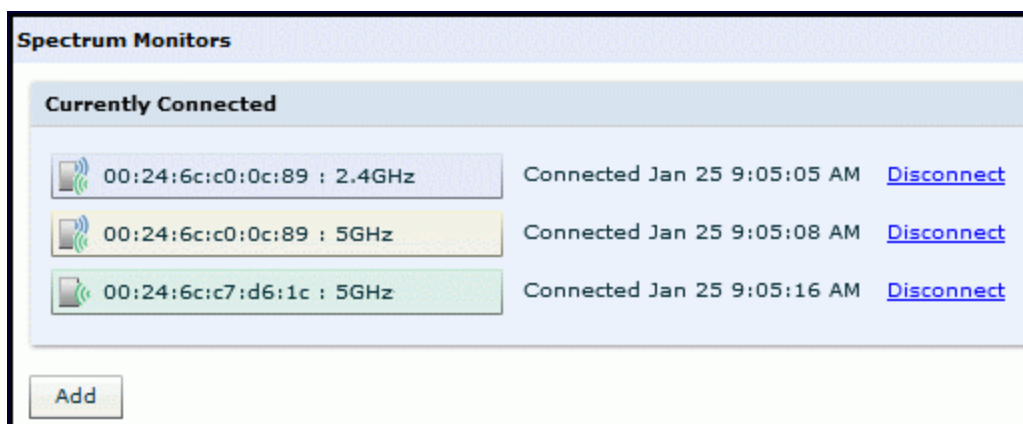 Spectrum Monitors
Currently Connected
00:24:6c:c0:0c:89 : 2.4GHz Connected Jan 25 9:05:05 AM Disconnect
00:24:6c:c0:0c:89 : 5GHz Connected Jan 25 9:05:08 AM Disconnect
00:24:6c:c7:d6:1c : 5GHz Connected Jan 25 9:05:16 AM Disconnect
Add